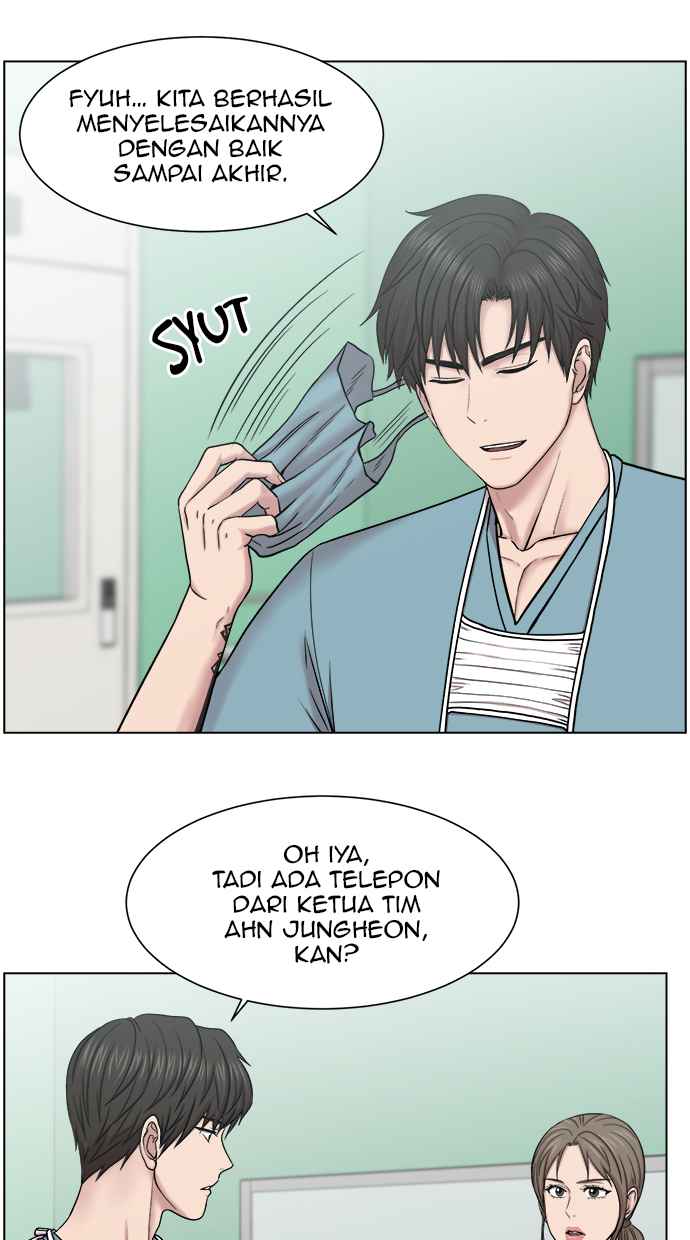 FYUH... KITA BERHASIL
MENYELESAIKANNYA
DENGAN BAIK
SAMPAI AKHIR.
SYUT
OH IYA,
TADI ADA TELEPON
DARI KETUA TIM
AHN JUNGHEON,
KAN?